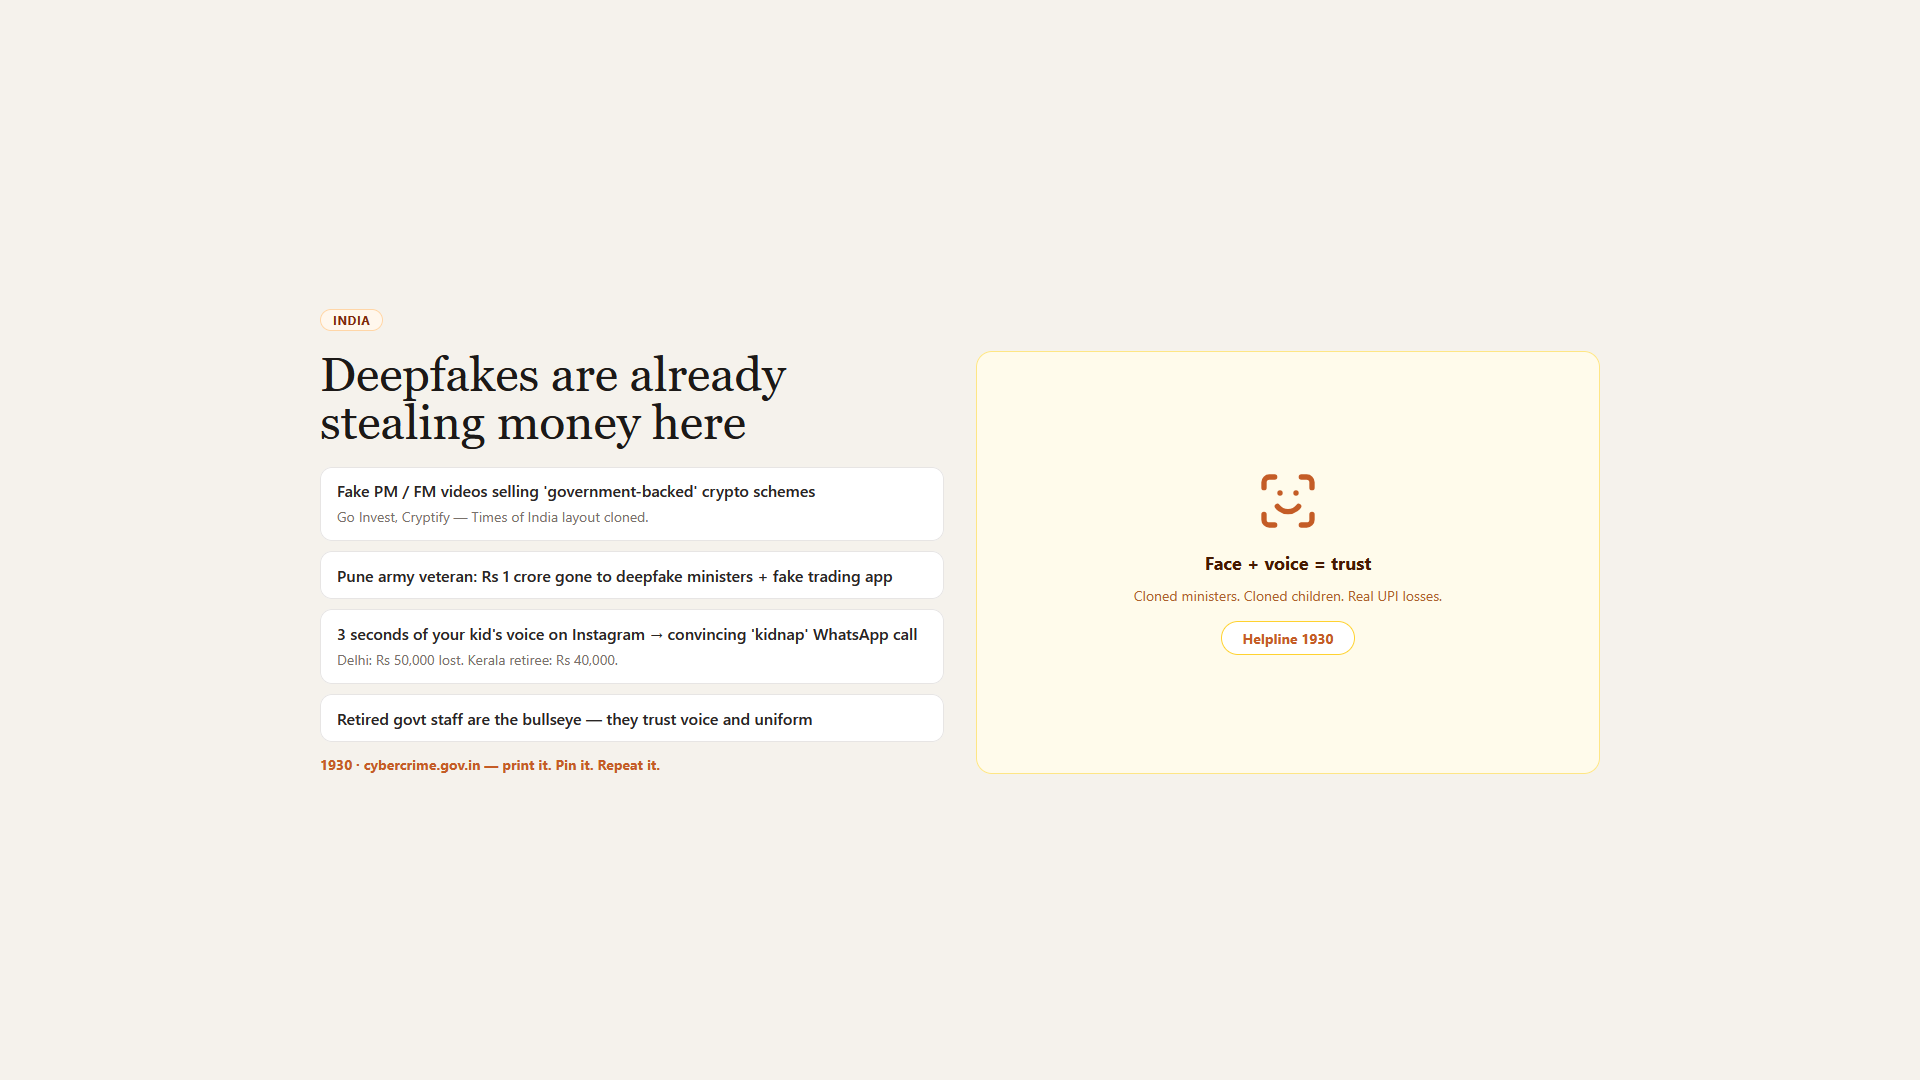 INDIA
Deepfakes are already
stealing money here
Fake PM / FM videos selling 'government-backed' crypto schemes
Go Invest, Cryptify — Times of India layout cloned.
Pune army veteran: Rs 1 crore gone to deepfake ministers + fake trading app
3 seconds of your kid's voice on Instagram → convincing 'kidnap' WhatsApp call
Delhi: Rs 50,000 lost. Kerala retiree: Rs 40,000.
Retired govt staff are the bullseye — they trust voice and uniform
1930 · cybercrime.gov.in — print it. Pin it. Repeat it.
Face + voice = trust
Cloned ministers. Cloned children. Real UPI losses.
Helpline 1930